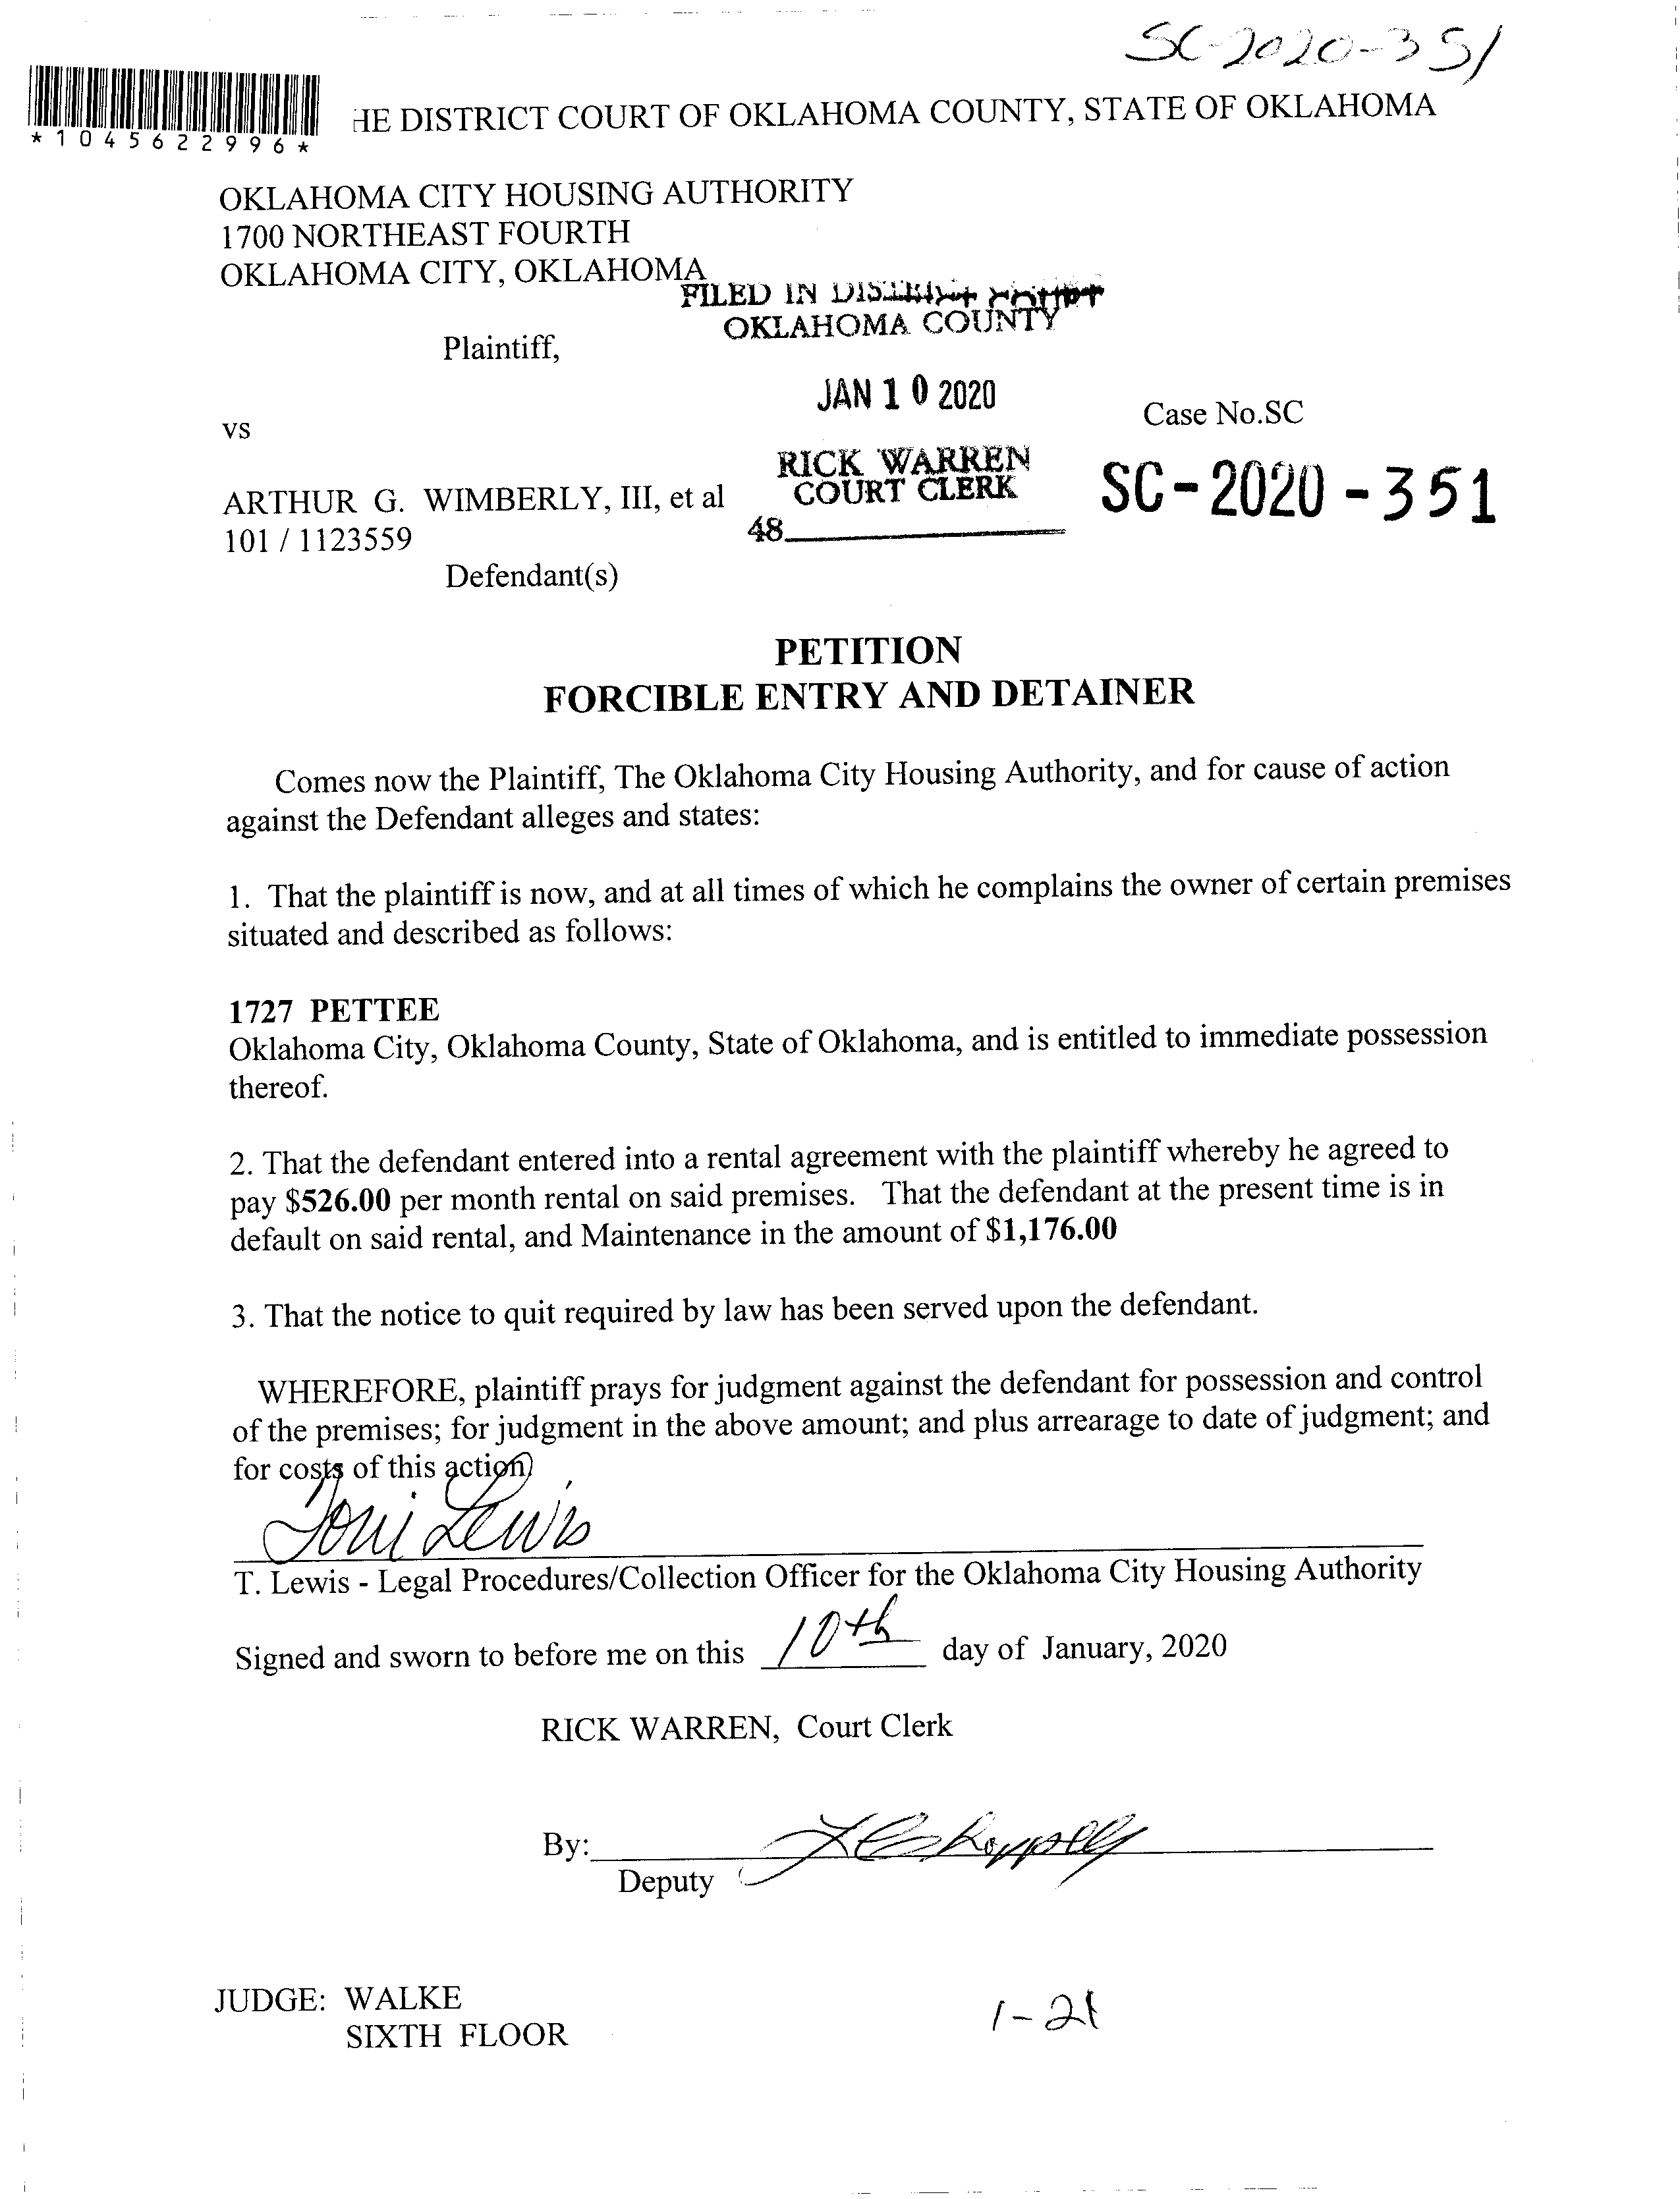 SC-2020-351
*1045622996*
HE DISTRICT COURT OF OKLAHOMA COUNTY, STATE OF OKLAHOMA
OKLAHOMA CITY HOUSING AUTHORITY
1700 NORTHEAST FOURTH
OKLAHOMA CITY, OKLAHOMA
FILED IN DISTRICT COURT
OKLAHOMA COUNTY
Plaintiff,
JAN 10 2020
Case No.SC
vs
RICK WARREN
COURT CLERK
SC-2020-351
ARTHUR G. WIMBERLY, III, et al
101 / 1123559
48
Defendant(s)
PETITION
FORCIBLE ENTRY AND DETAINER
Comes now the Plaintiff, The Oklahoma City Housing Authority, and for cause of action
against the Defendant alleges and states:
1. That the plaintiff is now, and at all times of which he complains the owner of certain premises
situated and described as follows:
1727 PETTEE
Oklahoma City, Oklahoma County, State of Oklahoma, and is entitled to immediate possession
thereof.
2. That the defendant entered into a rental agreement with the plaintiff whereby he agreed to
pay $526.00 per month rental on said premises. That the defendant at the present time is in
default on said rental, and Maintenance in the amount of $1,176.00
3. That the notice to quit required by law has been served upon the defendant.
WHEREFORE, plaintiff prays for judgment against the defendant for possession and control
of the premises; for judgment in the above amount; and plus arrearage to date of judgment; and
for costs of this action
Toni Lewis
T. Lewis - Legal Procedures/Collection Officer for the Oklahoma City Housing Authority
Signed and sworn to before me on this 10th day of January, 2020
RICK WARREN, Court Clerk
By:
Deputy
JUDGE: WALKE
SIXTH FLOOR
1-21